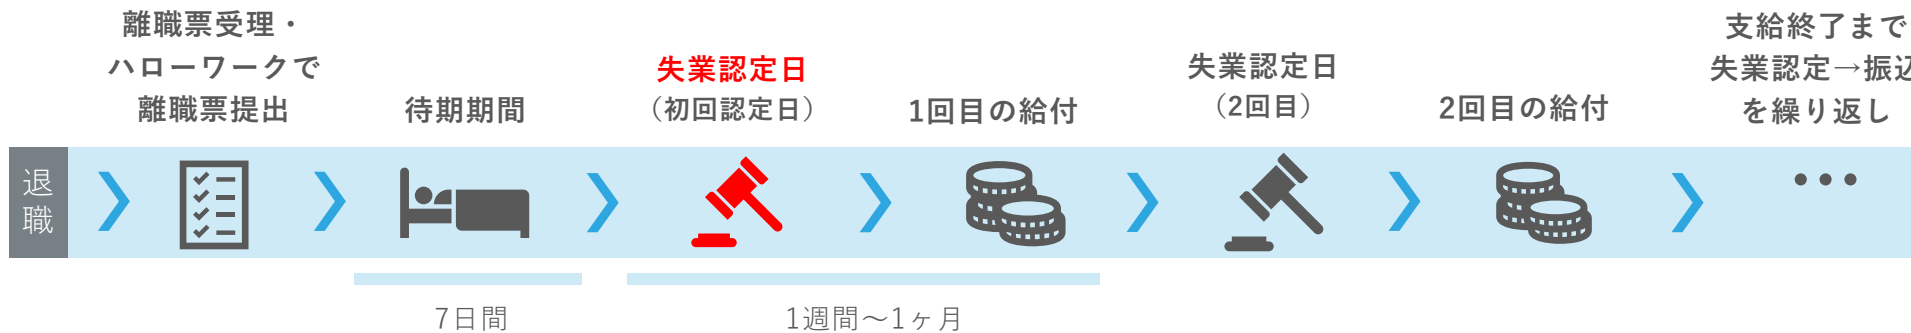 退職
離職票受理・
ハローワークで
離職票提出
待期期間
失業認定日
（初回認定日）
1回目の給付
失業認定日
（2回目）
2回目の給付
支給終了まで
失業認定→振込
を繰り返し
•••
7日間
1週間～1ヶ月